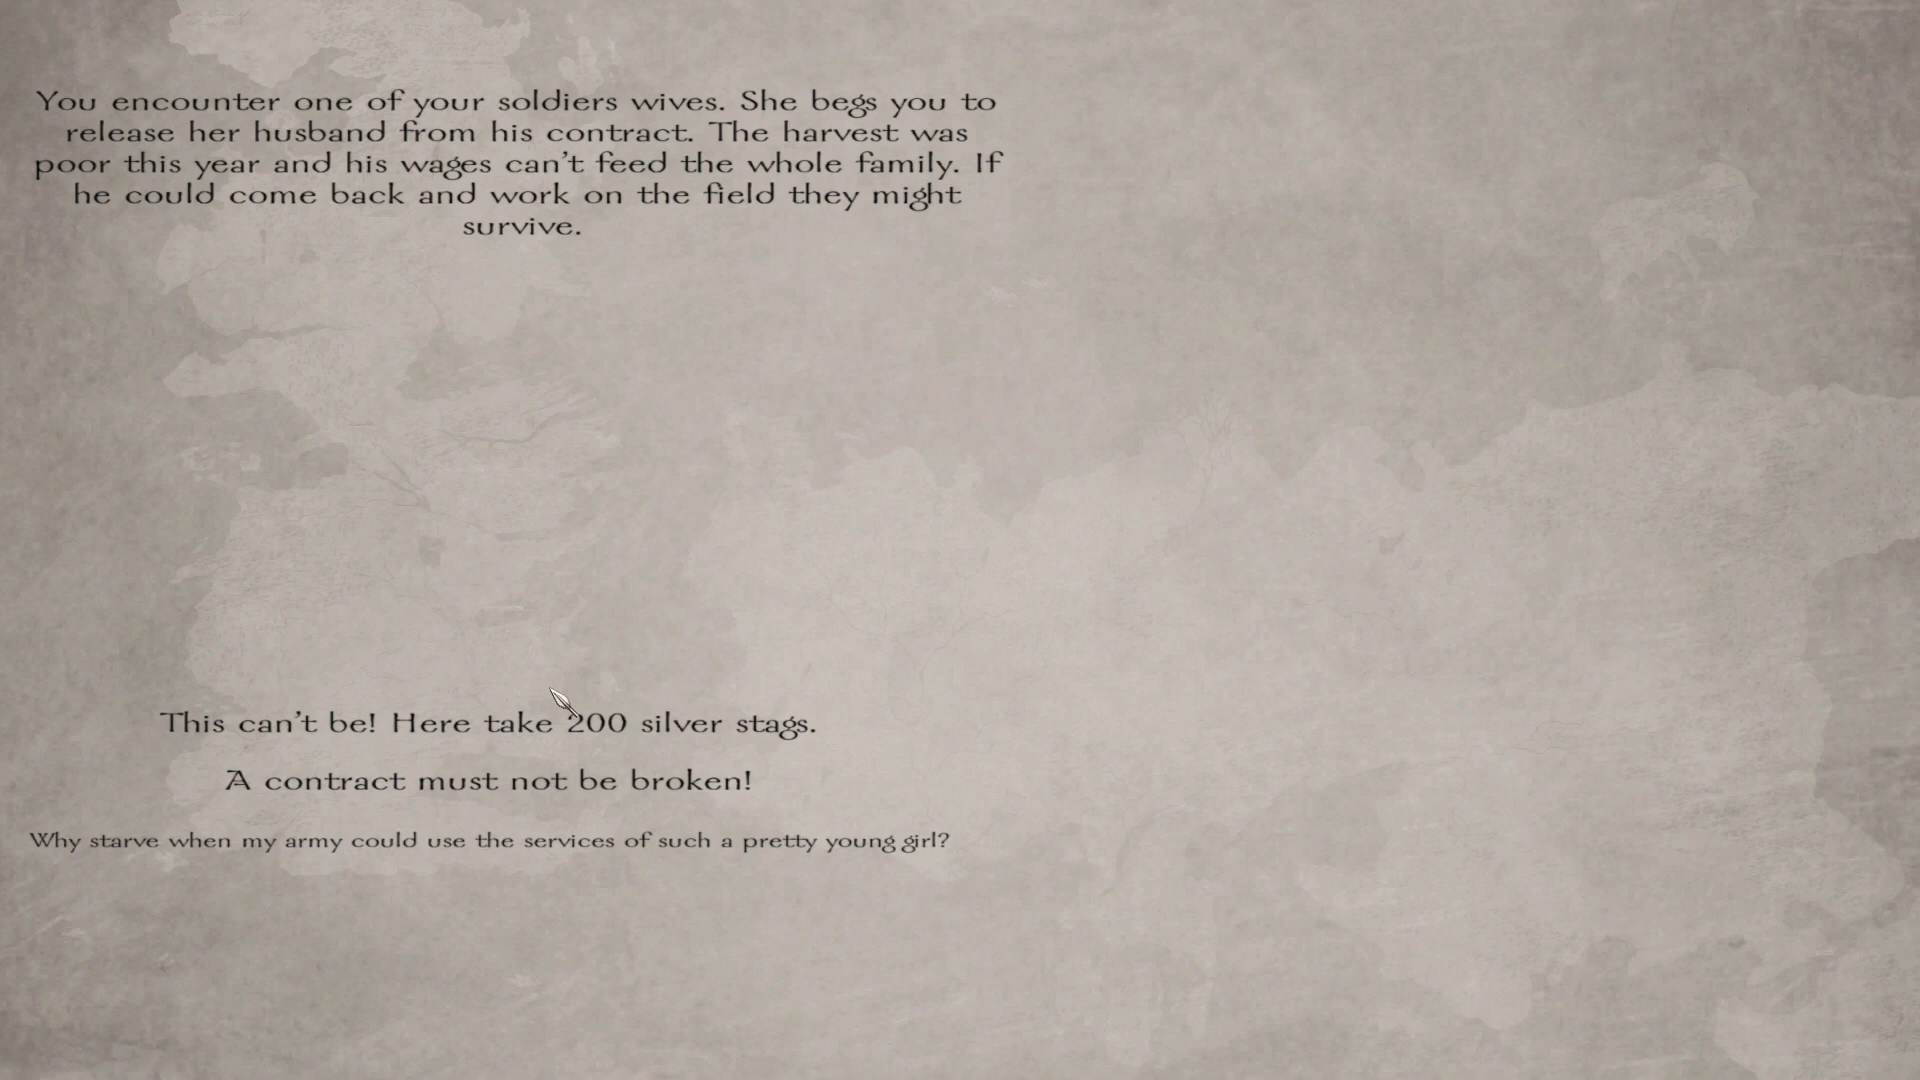 You encounter one of your soldiers wives. She begs you to
release her husband from his contract. The harvest was
poor this year and his wages can't feed the whole family. If
he could come back and work on the field they might
survive.
This can't be! Here take 200 silver stags.
A contract must not be broken!
Why starve when my army could use the services of such a pretty young girl?